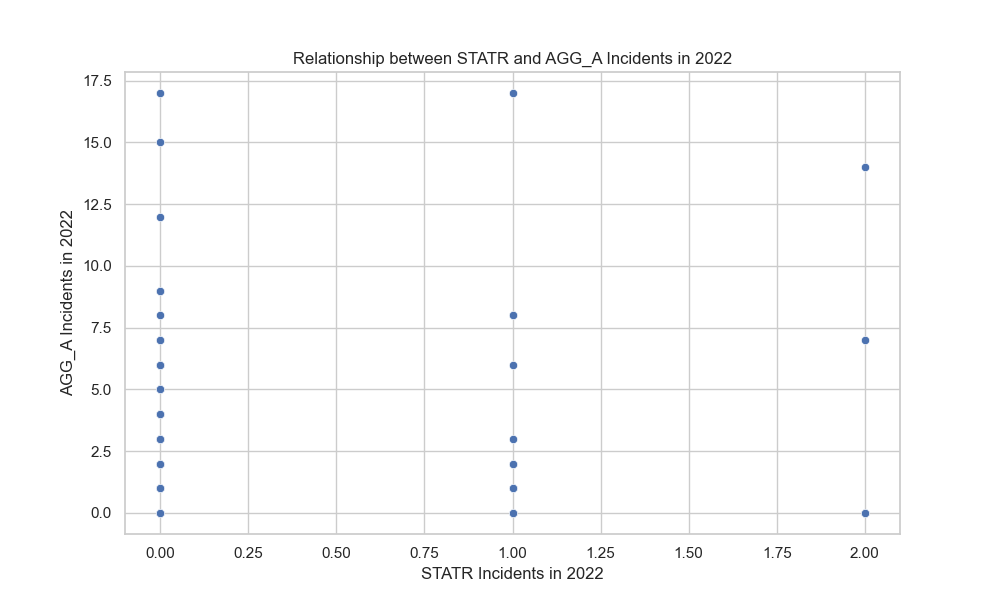 Relationship between STATR and AGG_A Incidents in 2022
17.5
15.0
12.5
10.0
7.5
5.0
2.5
0.0
AGG_A Incidents in 2022
0.00 0.25 0.50 0.75 1.00 1.25 1.50 1.75 2.00
STATR Incidents in 2022